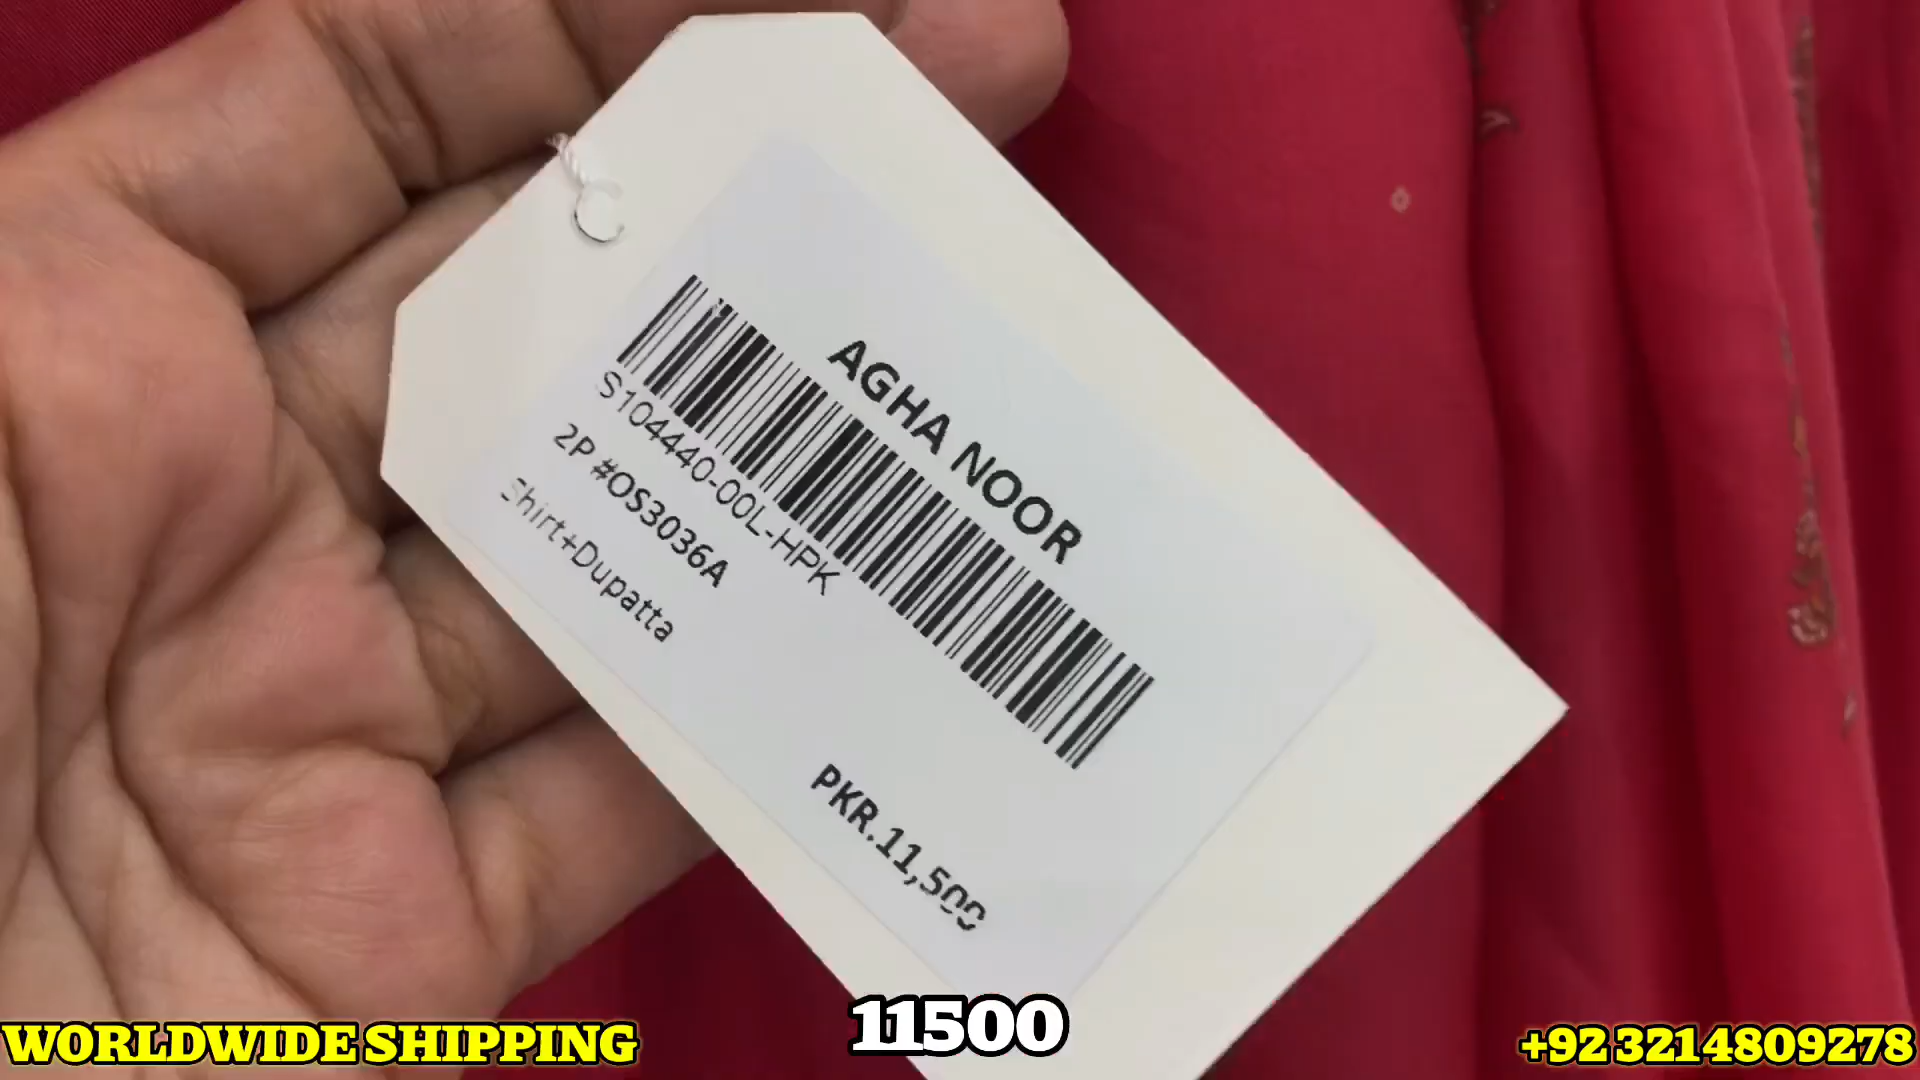 AGHA NOOR
S104440-00L-HPK
2P #OS3036A
Shirt+Dupatta
PKR.11,500
11500
WORLDWIDE SHIPPING
+92 3214809278